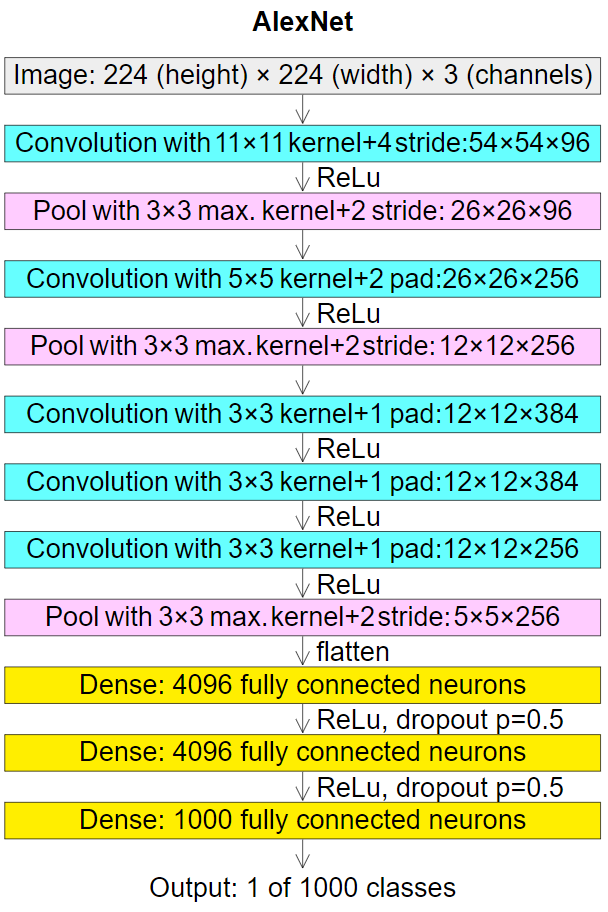 AlexNet
Image: 224 (height) × 224 (width) × 3 (channels)
Convolution with 11×11 kernel+4 stride:54×54×96
ReLu
Pool with 3×3 max. kernel+2 stride: 26×26×96
Convolution with 5×5 kernel+2 pad:26×26×256
ReLu
Pool with 3×3 max. kernel+2 stride: 12×12×256
Convolution with 3×3 kernel+1 pad:12×12×384
ReLu
Convolution with 3×3 kernel+1 pad:12×12×384
ReLu
Convolution with 3×3 kernel+1 pad:12×12×256
ReLu
Pool with 3×3 max. kernel+2 stride: 5×5×256
flatten
Dense: 4096 fully connected neurons
ReLu, dropout p=0.5
Dense: 4096 fully connected neurons
ReLu, dropout p=0.5
Dense: 1000 fully connected neurons
Output: 1 of 1000 classes